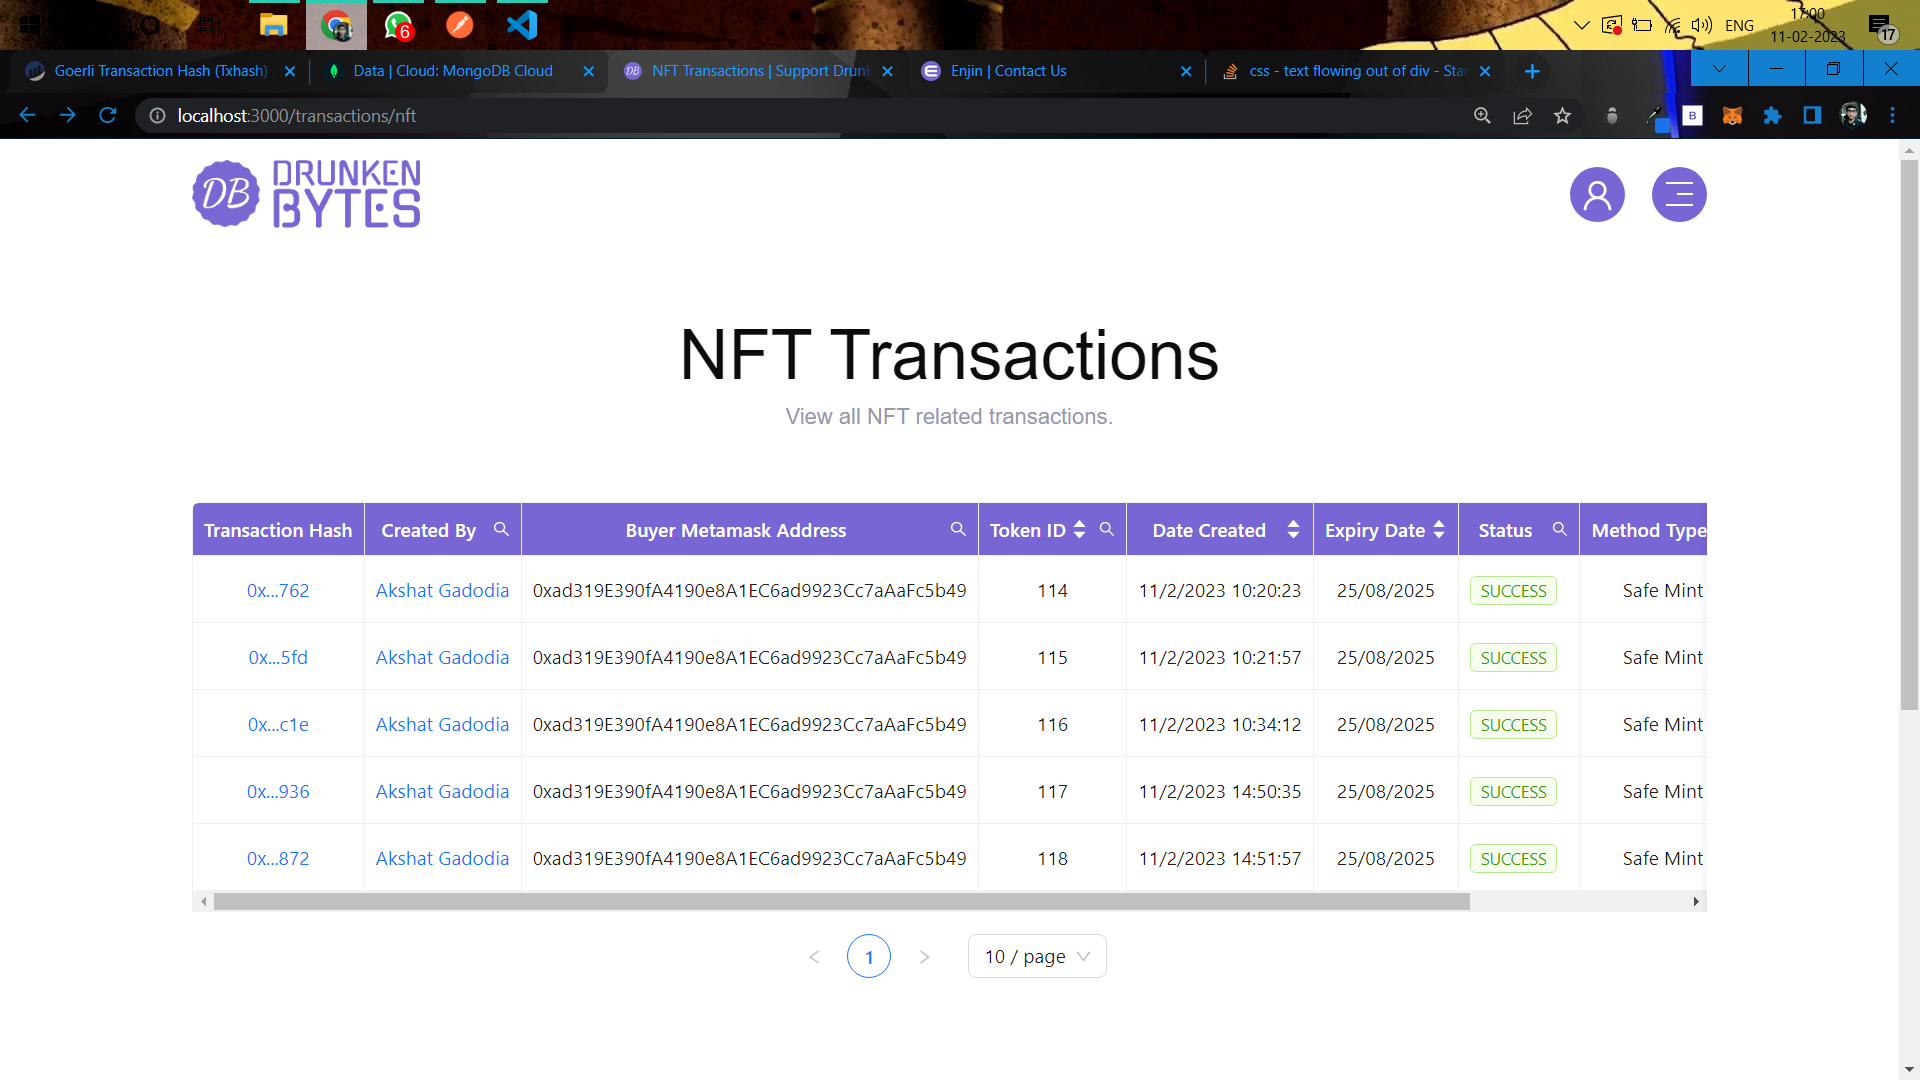 6
ENG
17:00
11-02-2023
17
Goerli Transaction Hash (Txhash)
Data | Cloud: MongoDB Cloud
NFT Transactions | Support Drun
Enjin | Contact Us
css - text flowing out of div - Sta
localhost:3000/transactions/nft
B
DB DRUNKEN
BYTES
NFT Transactions
View all NFT related transactions.
Transaction Hash Created By Buyer Metamask Address Token ID Date Created Expiry Date Status Method Type
0x...762 Akshat Gadodia 0xad319E390fA4190e8A1EC6ad9923Cc7aAaFc5b49 114 11/2/2023 10:20:23 25/08/2025 SUCCESS Safe Mint
0x...5fd Akshat Gadodia 0xad319E390fA4190e8A1EC6ad9923Cc7aAaFc5b49 115 11/2/2023 10:21:57 25/08/2025 SUCCESS Safe Mint
0x...c1e Akshat Gadodia 0xad319E390fA4190e8A1EC6ad9923Cc7aAaFc5b49 116 11/2/2023 10:34:12 25/08/2025 SUCCESS Safe Mint
0x...936 Akshat Gadodia 0xad319E390fA4190e8A1EC6ad9923Cc7aAaFc5b49 117 11/2/2023 14:50:35 25/08/2025 SUCCESS Safe Mint
0x...872 Akshat Gadodia 0xad319E390fA4190e8A1EC6ad9923Cc7aAaFc5b49 118 11/2/2023 14:51:57 25/08/2025 SUCCESS Safe Mint
1
10 / page